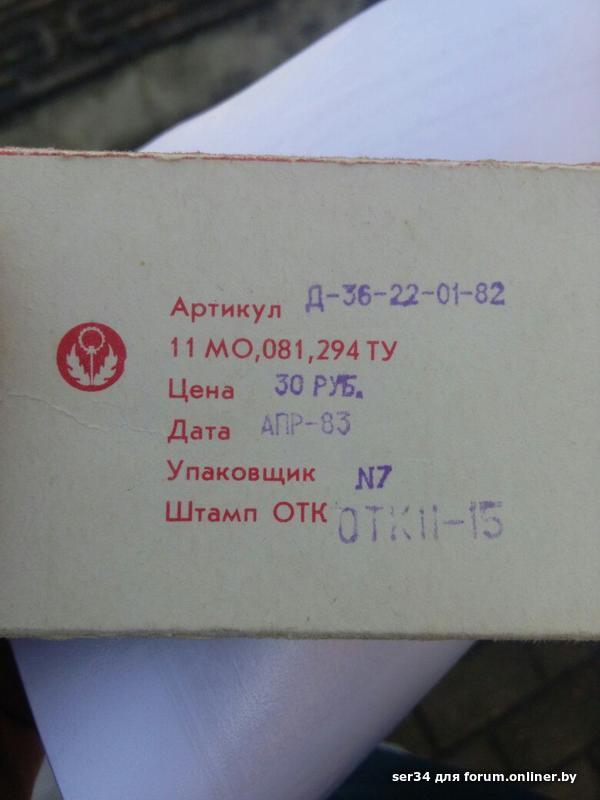 Артикул Д-36-22-01-82
11 МО,081,294 ТУ
Цена 30 РУБ.
Дата АПР-83
Упаковщик N7
Штамп ОТК ОТК11-15
ser34 для forum.onliner.by